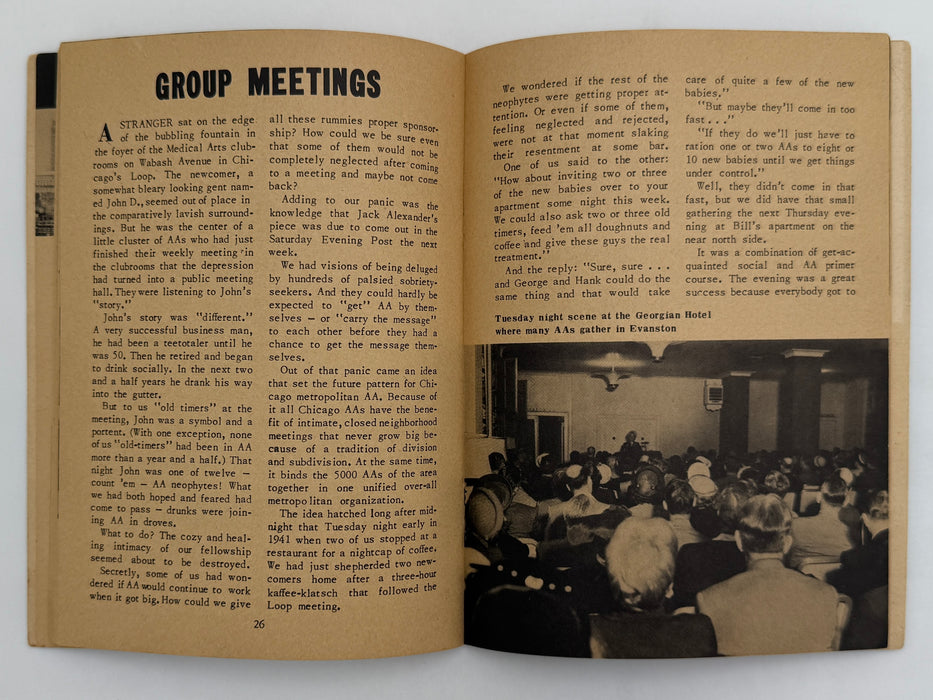 GROUP MEETINGS
A STRANGER sat on the edge
of the bubbling fountain in
the foyer of the Medical Arts club-
rooms on Wabash Avenue in Chi-
cago's Loop. The newcomer, a
somewhat bleary looking gent nam-
ed John D., seemed out of place in
the comparatively lavish surround-
ings. But he was the center of a
little cluster of AAs who had just
finished their weekly meeting in
the clubrooms that the depression
had turned into a public meeting
hall. They were listening to John's
"story."
John's story was "different."
A very successful business man,
he had been a teetotaler until he
was 50. Then he retired and began
to drink socially. In the next two
and a half years he drank his way
into the gutter.
But to us "old timers" at the
meeting, John was a symbol and a
portent. (With one exception, none
of us "old-timers" had been in AA
more than a year and a half.) That
night John was one of twelve —
count 'em — AA neophytes! What
we had both hoped and feared had
come to pass — drunks were join-
ing AA in droves.
What to do? The cozy and heal-
ing intimacy of our fellowship
seemed about to be destroyed.
Secretly, some of us had won-
dered if AA would continue to work
when it got big. How could we give
all these rummies proper sponsor-
ship? How could we be sure even
that some of them would not be
completely neglected after coming
to a meeting and maybe not come
back?
Adding to our panic was the
knowledge that Jack Alexander's
piece was due to come out in the
Saturday Evening Post the next
week.
We had visions of being deluged
by hundreds of palsied sobriety-
seekers. And they could hardly be
expected to "get" AA by them-
selves — or "carry the message"
to each other before they had a
chance to get the message them-
selves.
Out of that panic came an idea
that set the future pattern for Chi-
cago metropolitan AA. Because of
it all Chicago AAs have the bene-
fit of intimate, closed neighborhood
meetings that never grow big be-
cause of a tradition of division
and subdivision. At the same time,
it binds the 5000 AAs of the area
together in one unified over-all
metropolitan organization.
The idea hatched long after mid-
night that Tuesday night early in
1941 when two of us stopped at a
restaurant for a nightcap of coffee.
We had just shepherded two new-
comers home after a three-hour
kaffee-klatsch that followed the
Loop meeting.
26
We wondered if the rest of the
neophytes were getting proper at-
tention. Or even if some of them,
feeling neglected and rejected,
were not at that moment slaking
their resentment at some bar.
One of us said to the other:
"How about inviting two or three
of the new babies over to your
apartment some night this week.
We could also ask two or three old
timers, feed 'em all doughnuts and
coffee and give these guys the real
treatment."
And the reply: "Sure, sure . . .
and George and Hank could do the
same thing and that would take
care of quite a few of the new
babies."
"But maybe they'll come in too
fast . . ."
"If they do we'll just have to
ration one or two AAs to eight or
10 new babies until we get things
under control."
Well, they didn't come in that
fast, but we did have that small
gathering the next Thursday eve-
ning at Bill's apartment on the
near north side.
It was a combination of get-ac-
quainted social and AA primer
course. The evening was a great
success because everybody got to
Tuesday night scene at the Georgian Hotel
where many AAs gather in Evanston